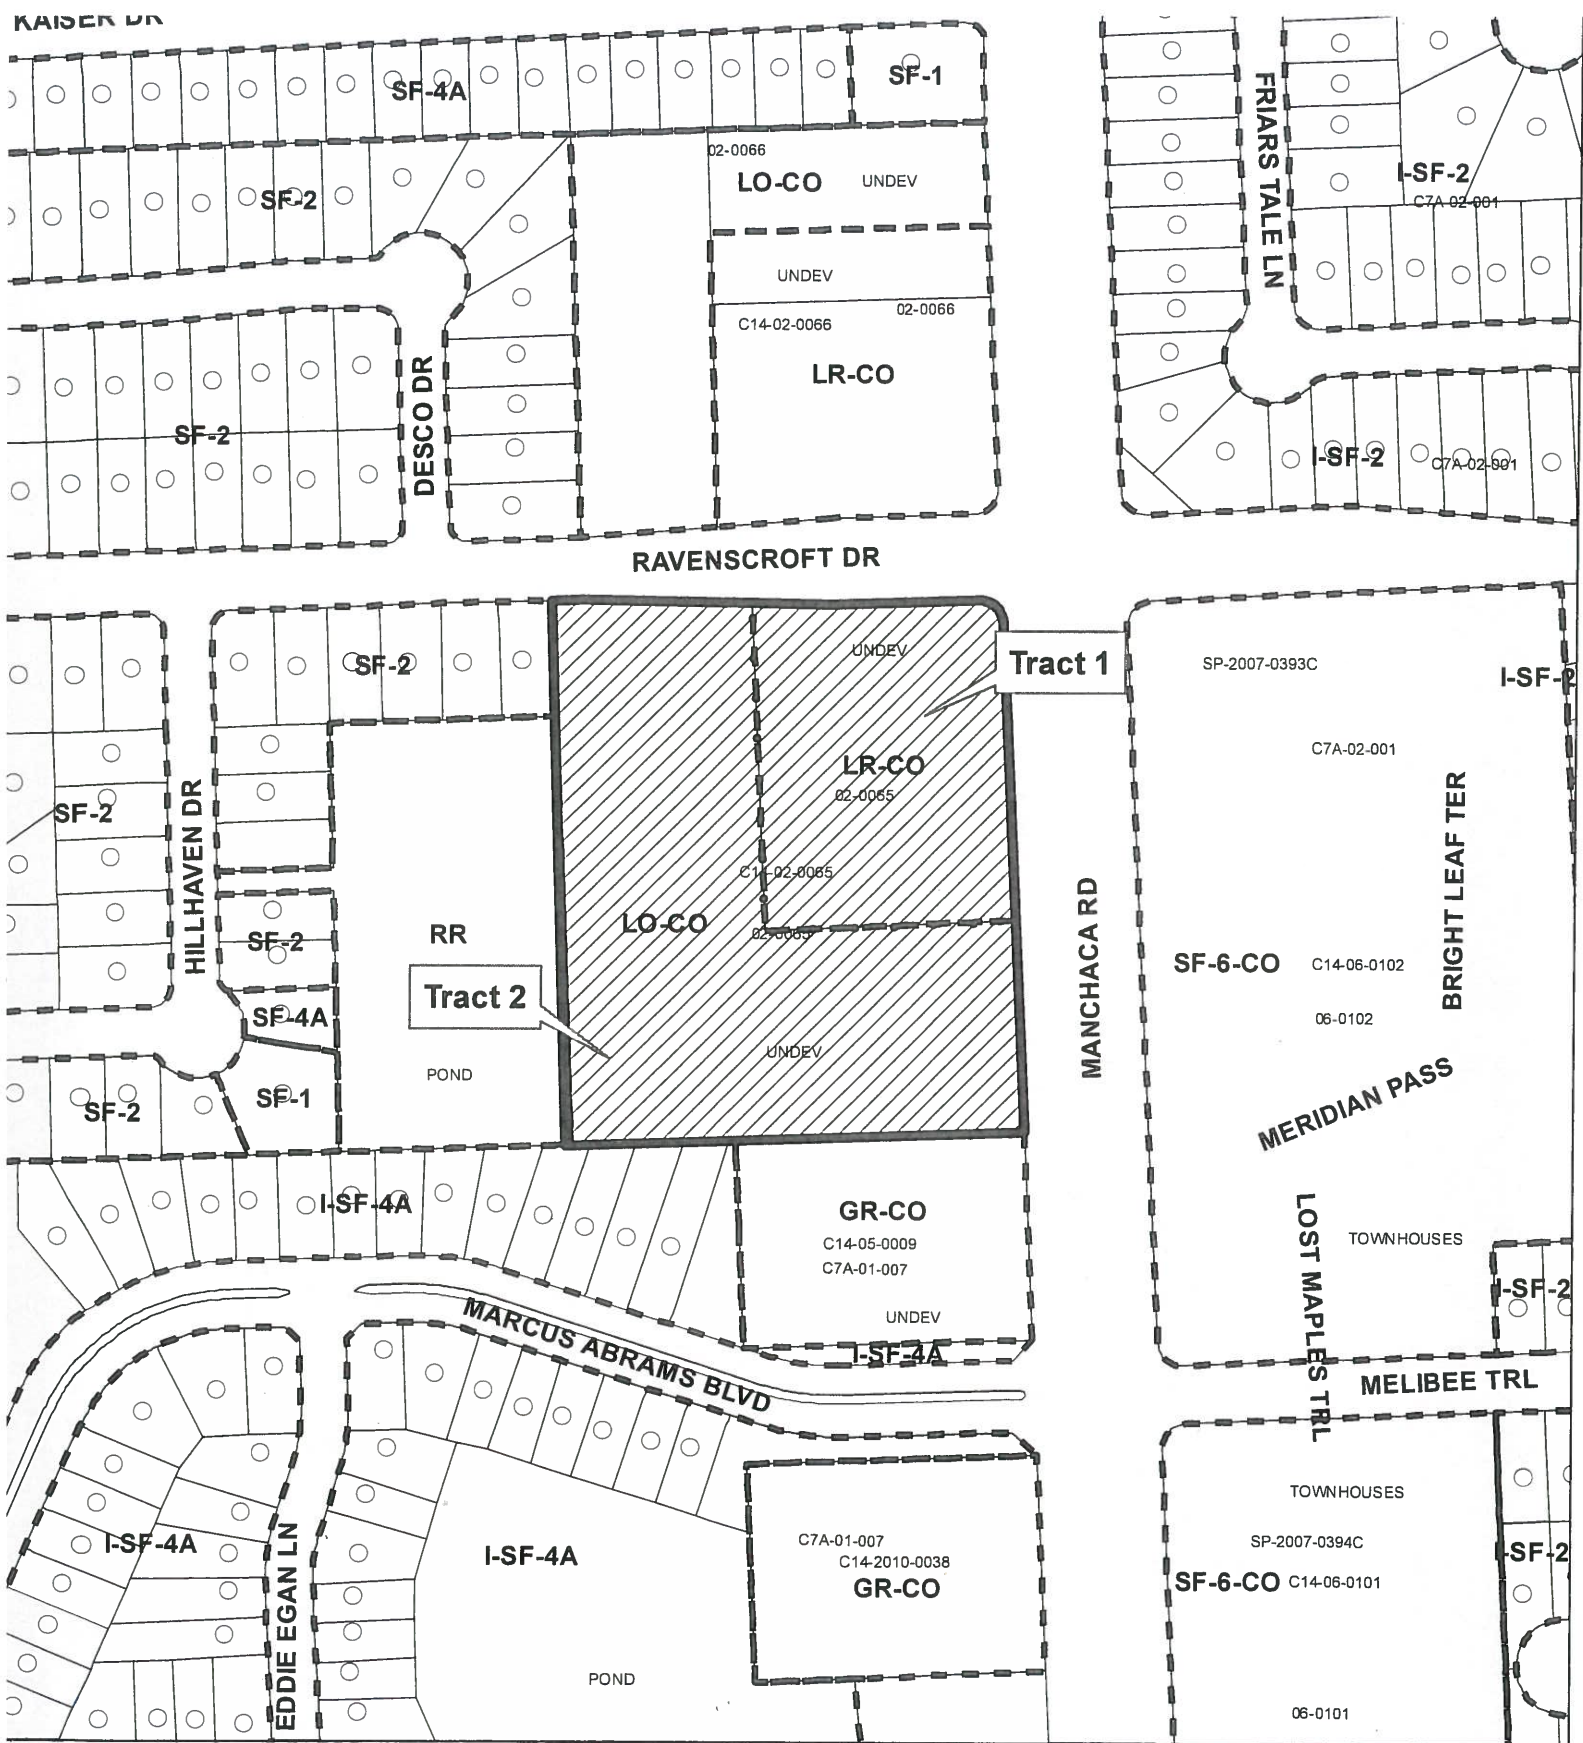 KAISER DR
SF-4A
SF-1
02-0066
LO-CO
UNDEV
SF-2
FRIARS TALE LN
I-SF-2
C7A-02-001
UNDEV
C14-02-0066
02-0066
LR-CO
DESCO DR
SF-2
I-SF-2
C7A-02-001
RAVENSCROFT DR
SF-2
UNDEV
Tract 1
SP-2007-0393C
I-SF-2
C7A-02-001
LR-CO
02-0065
SF-2
HILLHAVEN DR
BRIGHT LEAF TER
C14-02-0065
LO-CO
02-0065
RR
SF-2
MANCHACA RD
SF-6-CO
C14-06-0102
06-0102
Tract 2
SF-4A
UNDEV
POND
SF-2
SF-1
MERIDIAN PASS
I-SF-4A
GR-CO
C14-05-0009
C7A-01-007
UNDEV
LOST MAPLES TRL
TOWNHOUSES
I-SF-2
MARCUS ABRAMS BLVD
I-SF-4A
MELIBEE TRL
TOWNHOUSES
I-SF-4A
EDDIE EGAN LN
I-SF-4A
C7A-01-007
C14-2010-0038
GR-CO
SP-2007-0394C
SF-6-CO
C14-06-0101
I-SF-2
POND
06-0101